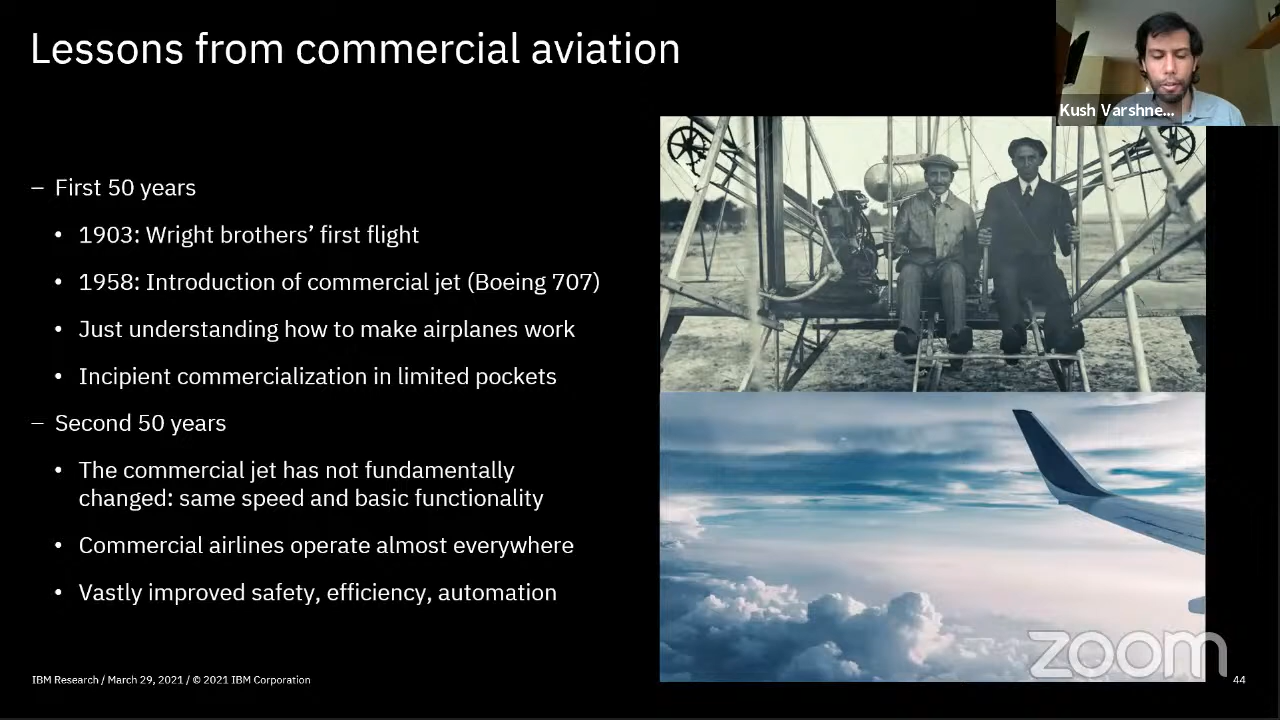 Lessons from commercial aviation
Kush Varshne...
– First 50 years
• 1903: Wright brothers’ first flight
• 1958: Introduction of commercial jet (Boeing 707)
• Just understanding how to make airplanes work
• Incipient commercialization in limited pockets
– Second 50 years
• The commercial jet has not fundamentally
changed: same speed and basic functionality
• Commercial airlines operate almost everywhere
• Vastly improved safety, efficiency, automation
zoom
IBM Research / March 29, 2021 / © 2021 IBM Corporation
44